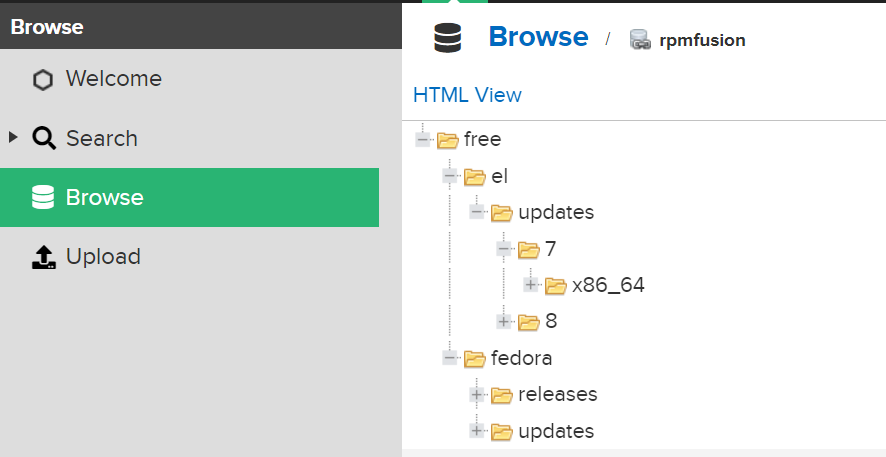 Browse
Welcome
Search
Browse
Upload
Browse / rpmfusion
HTML View
free
el
updates
7
x86_64
8
fedora
releases
updates